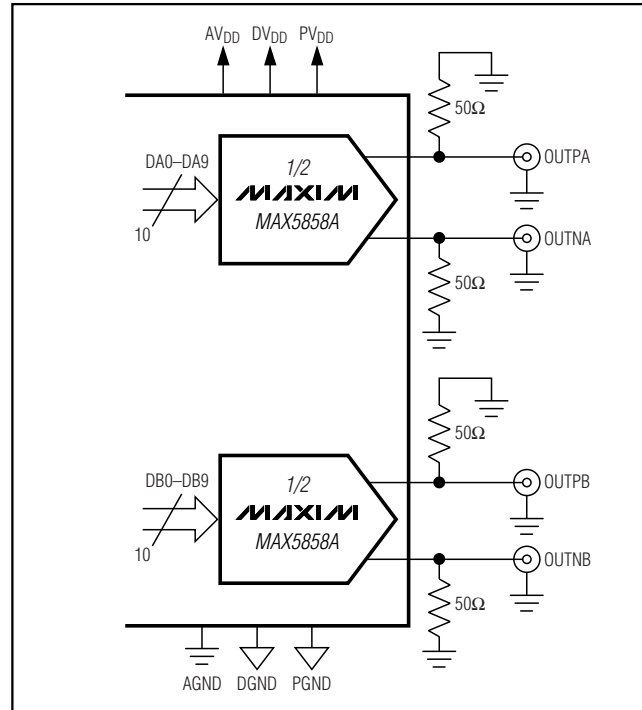 AVDD DVDD PVDD
50Ω
DA0–DA9
1/2
MAXIM
MAX5858A
10
OUTPA
OUTNA
50Ω
50Ω
DB0–DB9
1/2
MAXIM
MAX5858A
10
OUTPB
OUTNB
50Ω
AGND DGND PGND